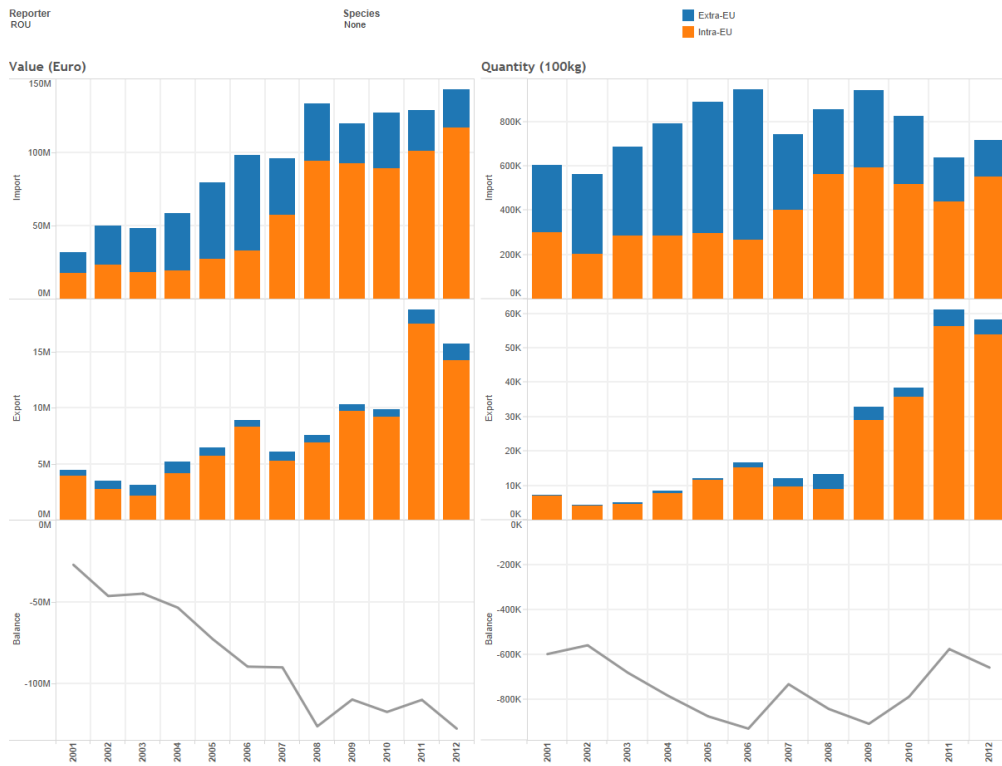 Reporter
ROU
Species
None
Extra-EU
Intra-EU
Value (Euro)
Quantity (100kg)
150M
100M
50M
0M
Import
800K
600K
400K
200K
0K
Import
15M
10M
5M
0M
Export
60K
50K
40K
30K
20K
10K
0K
Export
0M
-50M
-100M
Balance
0K
-200K
-400K
-600K
-800K
Balance
2001 2002 2003 2004 2005 2006 2007 2008 2009 2010 2011 2012
2001 2002 2003 2004 2005 2006 2007 2008 2009 2010 2011 2012